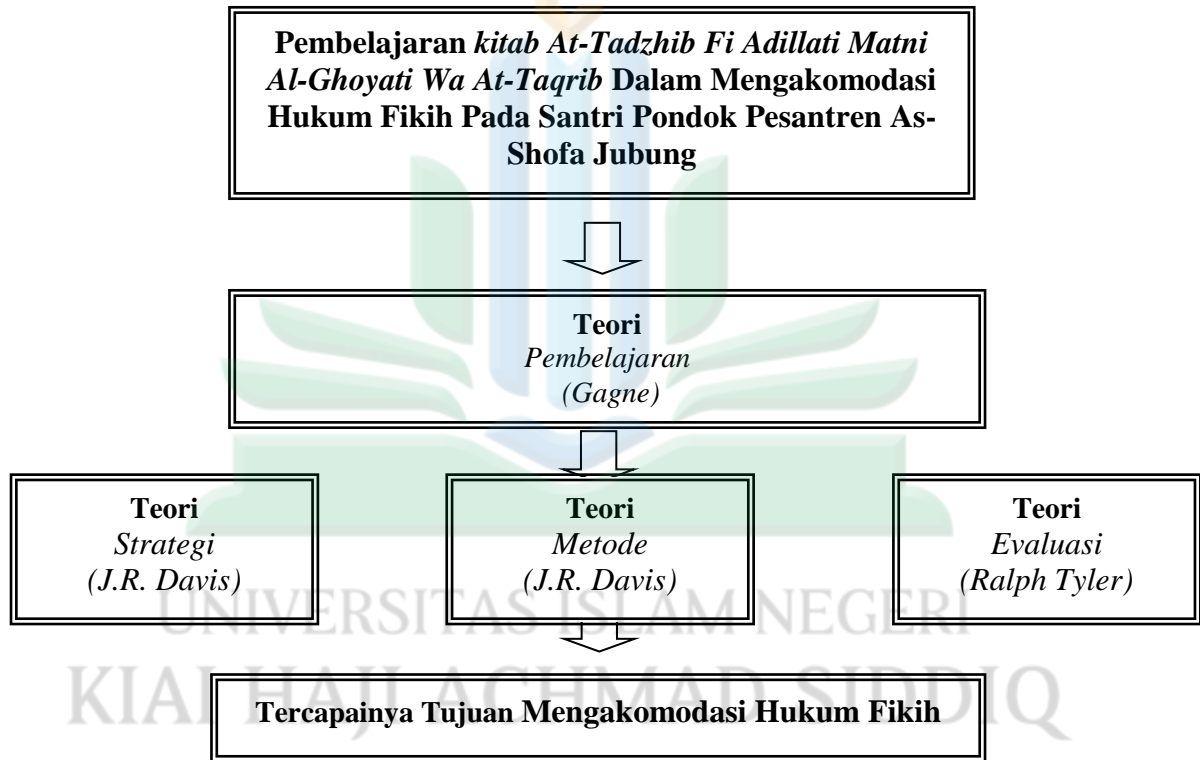 Pembelajaran kitab At-Tadzhib Fi Adillati Matni
Al-Ghoyati Wa At-Taqrib Dalam Mengakomodasi
Hukum Fikih Pada Santri Pondok Pesantren As-
Shofa Jubung
Teori
Pembelajaran
(Gagne)
Teori
Strategi
(J.R. Davis)
Teori
Metode
(J.R. Davis)
Teori
Evaluasi
(Ralph Tyler)
UNIVERSITAS ISLAM NEGERI
KIAI HAJI ACHMAD SIDDIQ
Tercapainya Tujuan Mengakomodasi Hukum Fikih